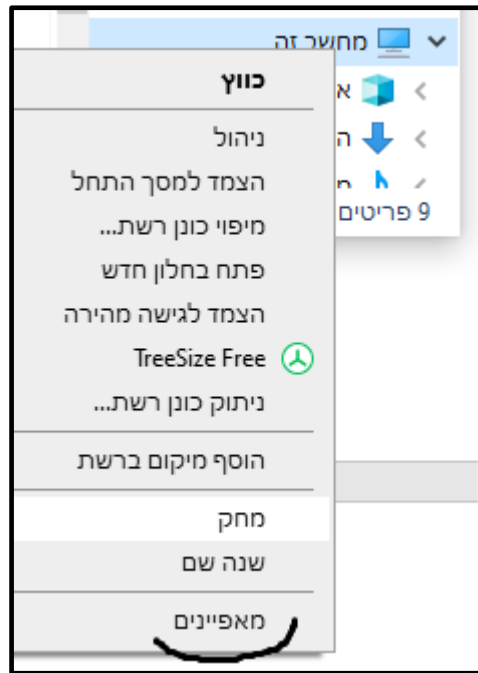 מחשב זה
כווץ
א
ניהול
ה
הצמד למסך התחל
9 פריטים
מיפוי כונן רשת...
פתח בחלון חדש
הצמד לגישה מהירה
TreeSize Free
ניתוק כונן רשת...
הוסף מיקום ברשת
מחק
שנה שם
מאפיינים